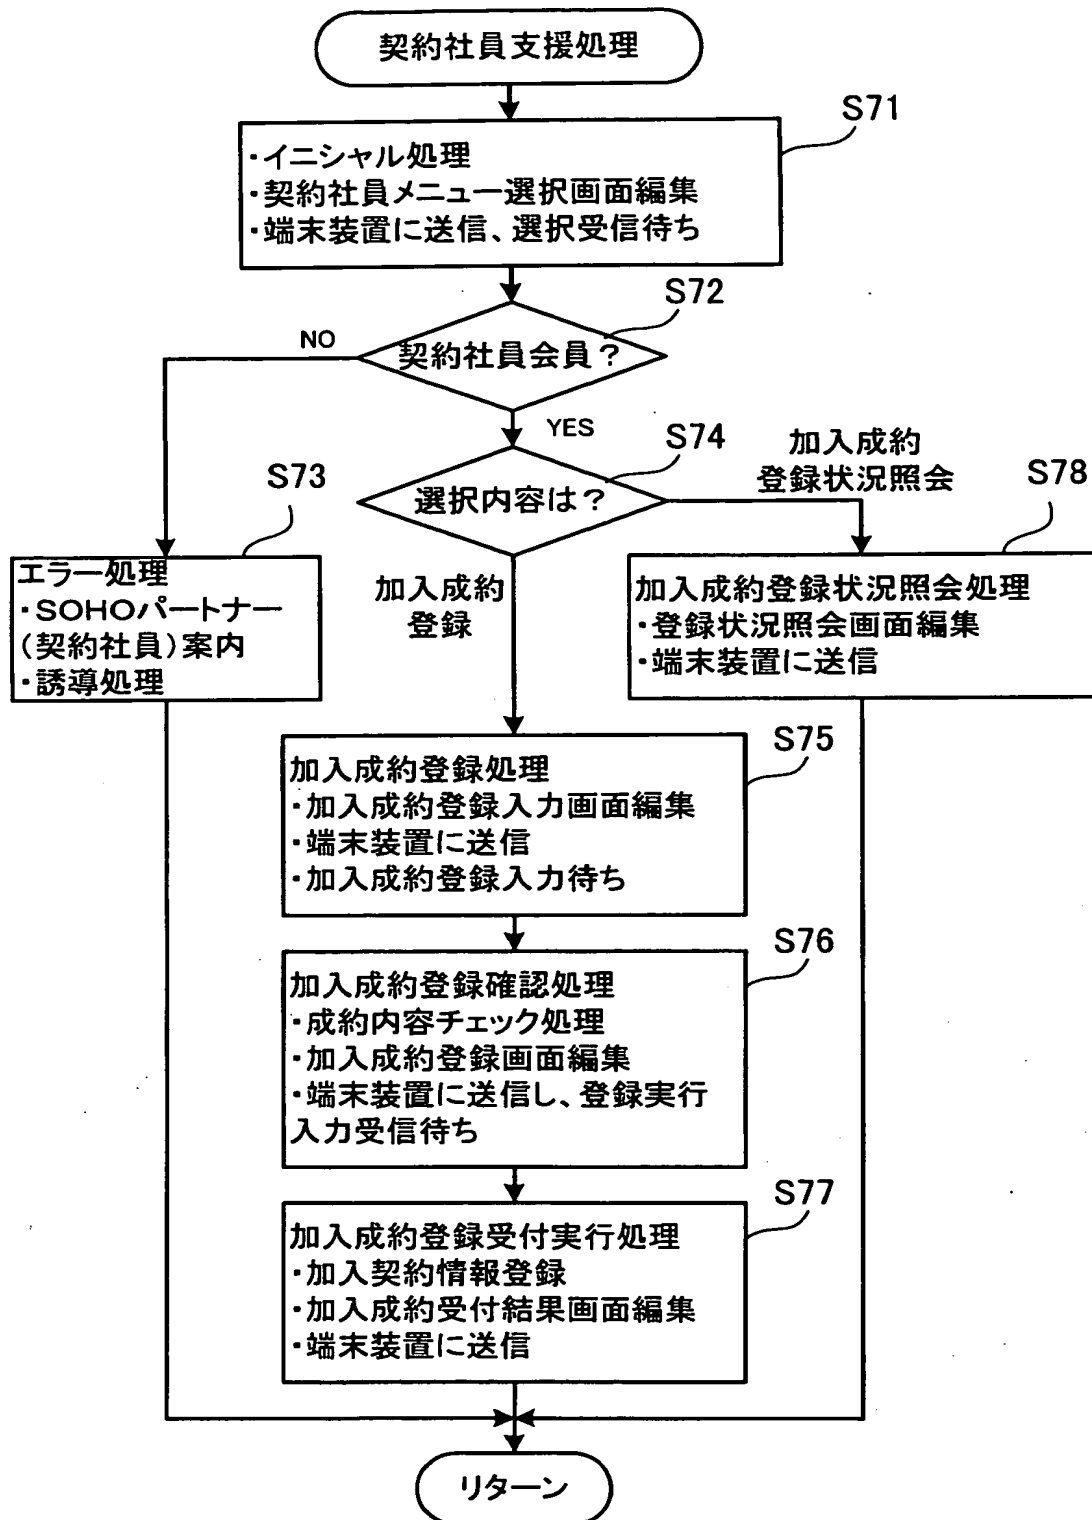 契約社員支援処理
S71
・イニシャル処理
・契約社員メニュー選択画面編集
・端末装置に送信、選択受信待ち
S72
NO
契約社員会員?
YES
S74
加入成約
登録状況照会
選択内容は?
S73
S78
エラー処理
・SOHOパートナー
(契約社員)案内
・誘導処理
加入成約
登録
加入成約登録状況照会処理
・登録状況照会画面編集
・端末装置に送信
S75
加入成約登録処理
・加入成約登録入力画面編集
・端末装置に送信
・加入成約登録入力待ち
S76
加入成約登録確認処理
・成約内容チェック処理
・加入成約登録画面編集
・端末装置に送信し、登録実行
入力受信待ち
S77
加入成約登録受付実行処理
・加入契約情報登録
・加入成約受付結果画面編集
・端末装置に送信
リターン